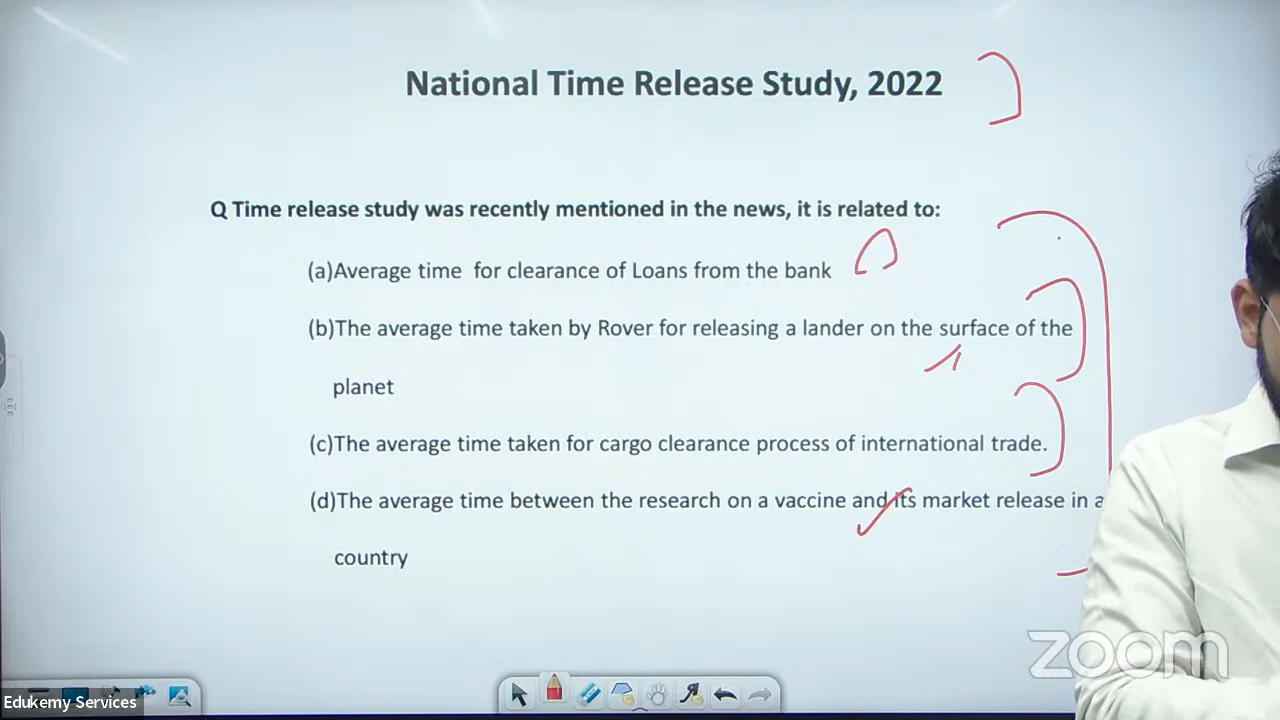 National Time Release Study, 2022
Q Time release study was recently mentioned in the news, it is related to:
(a)Average time for clearance of Loans from the bank
(b)The average time taken by Rover for releasing a lander on the surface of the
planet
(c)The average time taken for cargo clearance process of international trade.
(d)The average time between the research on a vaccine and its market release in a
country
zoom
Edukemy Services